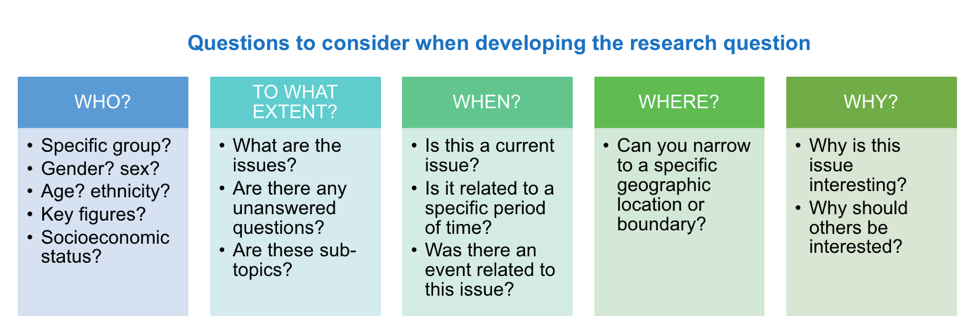 Questions to consider when developing the research question
WHO?
• Specific group?
• Gender? sex?
• Age? ethnicity?
• Key figures?
• Socioeconomic
status?
TO WHAT
EXTENT?
• What are the
issues?
• Are there any
unanswered
questions?
• Are these sub-
topics?
WHEN?
• Is this a current
issue?
• Is it related to a
specific period
of time?
• Was there an
event related to
this issue?
WHERE?
• Can you narrow
to a specific
geographic
location or
boundary?
WHY?
• Why is this
issue
interesting?
• Why should
others be
interested?